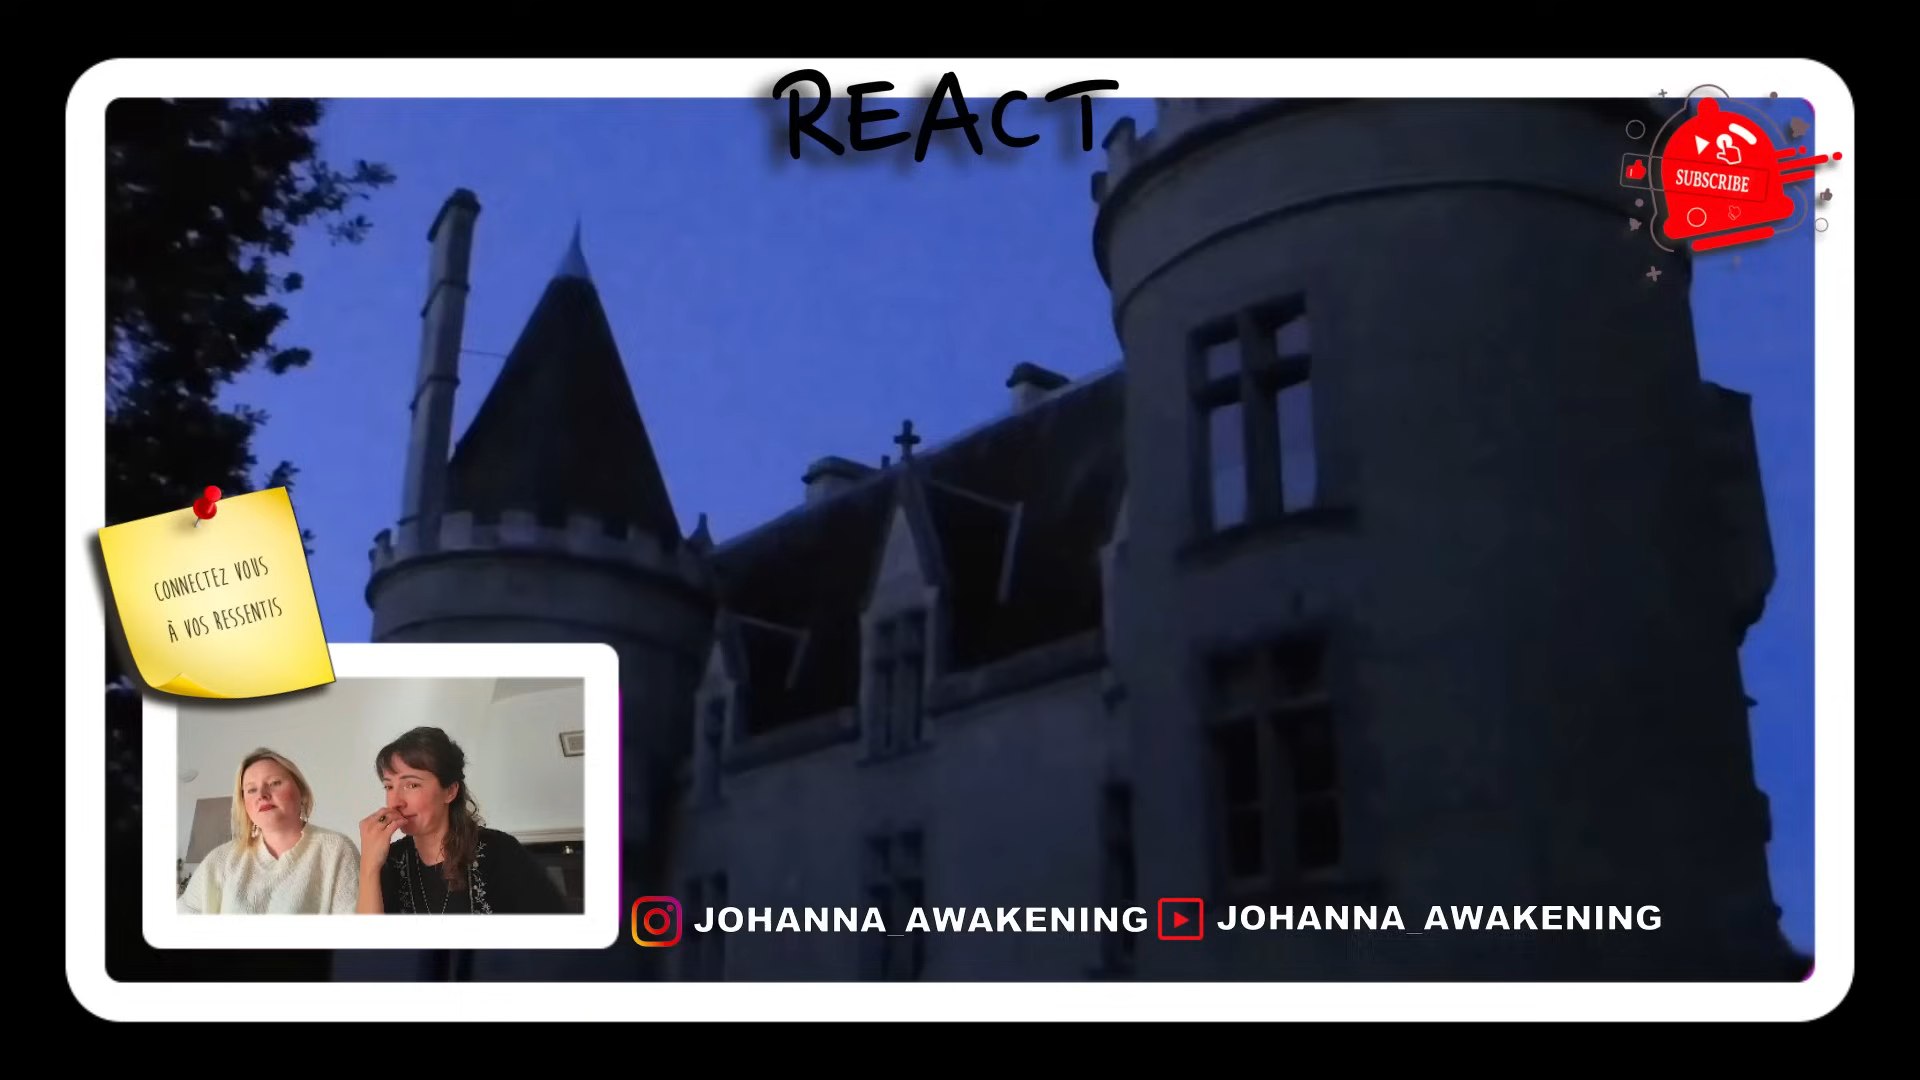 REACT
SUBSCRIBE
CONNECTEZ VOUS
À VOS RESSENTIS
JOHANNA_AWAKENING
JOHANNA_AWAKENING